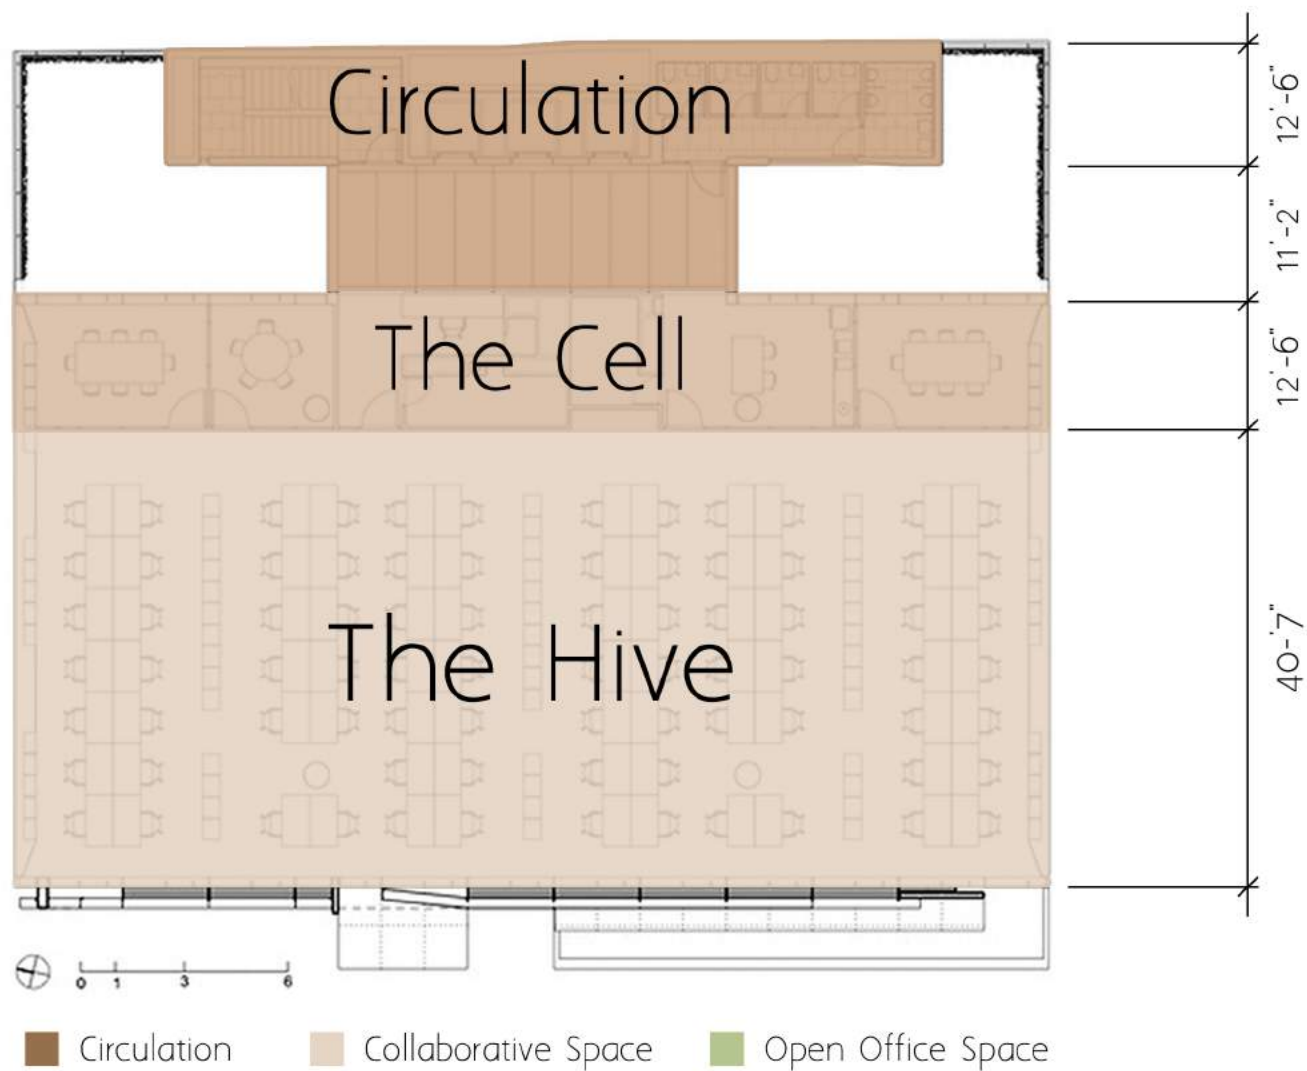 Circulation
12'-6"
11'-2"
The Cell
12'-6"
The Hive
40-'7"
0 1 3 6
Circulation Collaborative Space Open Office Space